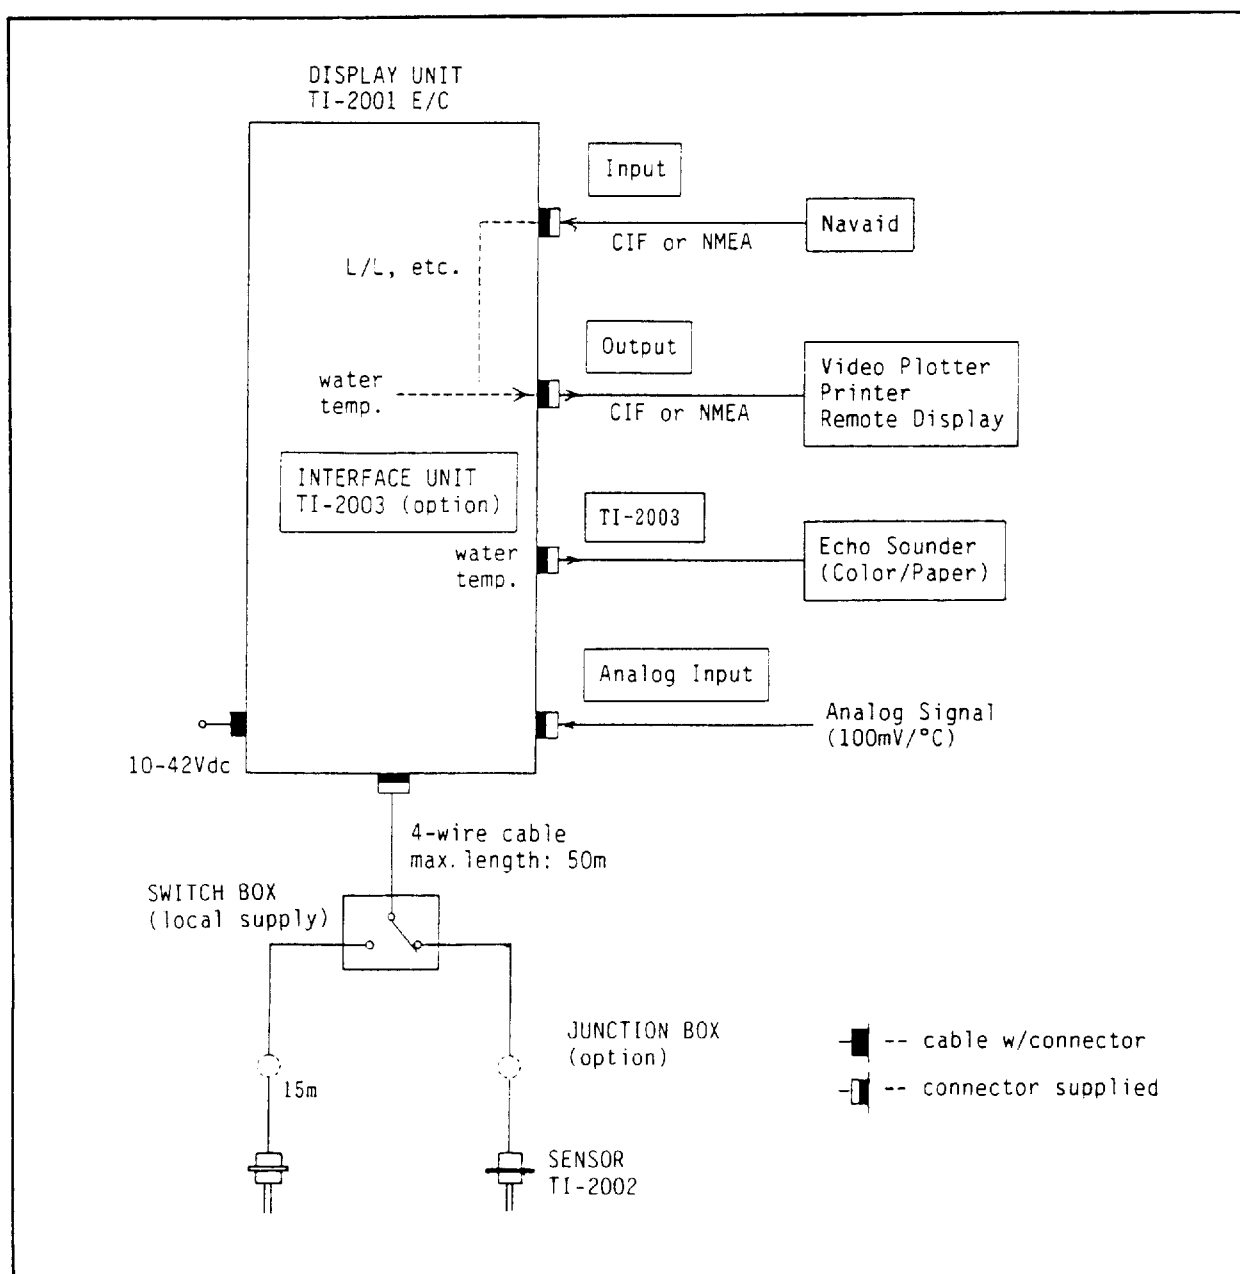 DISPLAY UNIT
TI-2001 E/C
Input
Navaid
CIF or NMEA
L/L, etc.
Output
water
temp.
Video Plotter
Printer
Remote Display
CIF or NMEA
INTERFACE UNIT
TI-2003 (option)
TI-2003
water
temp.
Echo Sounder
(Color/Paper)
Analog Input
Analog Signal
(100mV/°C)
10-42Vdc
4-wire cable
max.length: 50m
SWITCH BOX
(local supply)
JUNCTION BOX
(option)
-- cable w/connector
15m
-- connector supplied
SENSOR
TI-2002